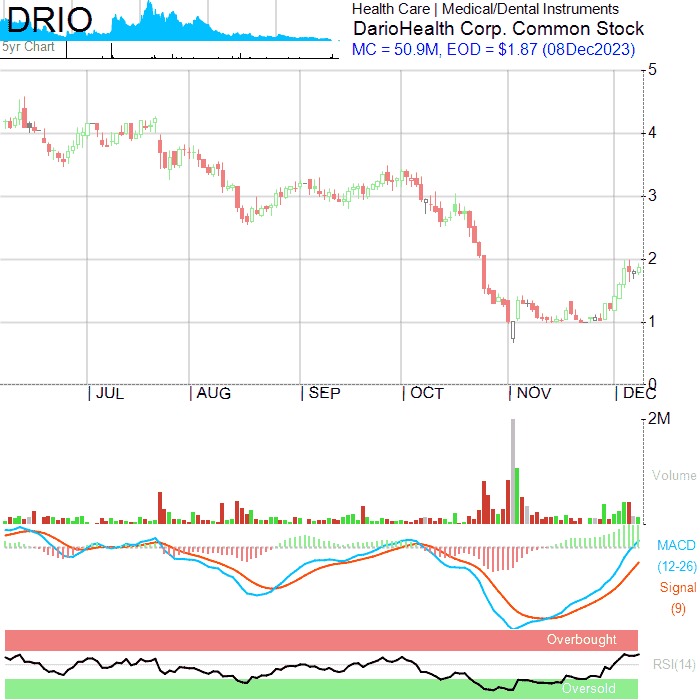 DRIO
5yr Chart
Health Care | Medical/Dental Instruments
DarioHealth Corp. Common Stock
MC = 50.9M, EOD = $1.87 (08Dec2023)
5
4
3
2
1
0
JUL AUG SEP OCT NOV DEC
2M
Volume
MACD
(12-26)
Signal
(9)
Overbought
RSI(14)
Oversold